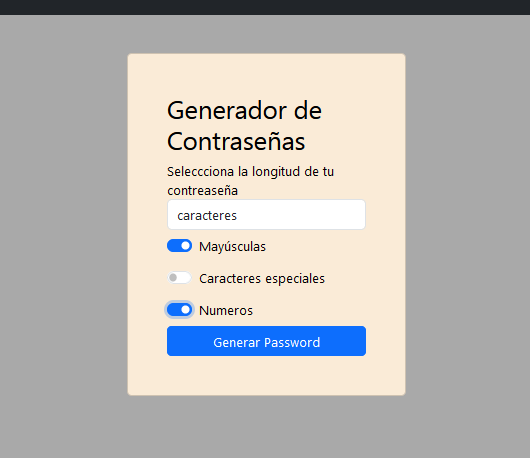 Generador de
Contraseñas
Seleccciona la longitud de tu
contreaseña
caracteres
Mayúsculas
Caracteres especiales
Numeros
Generar Password